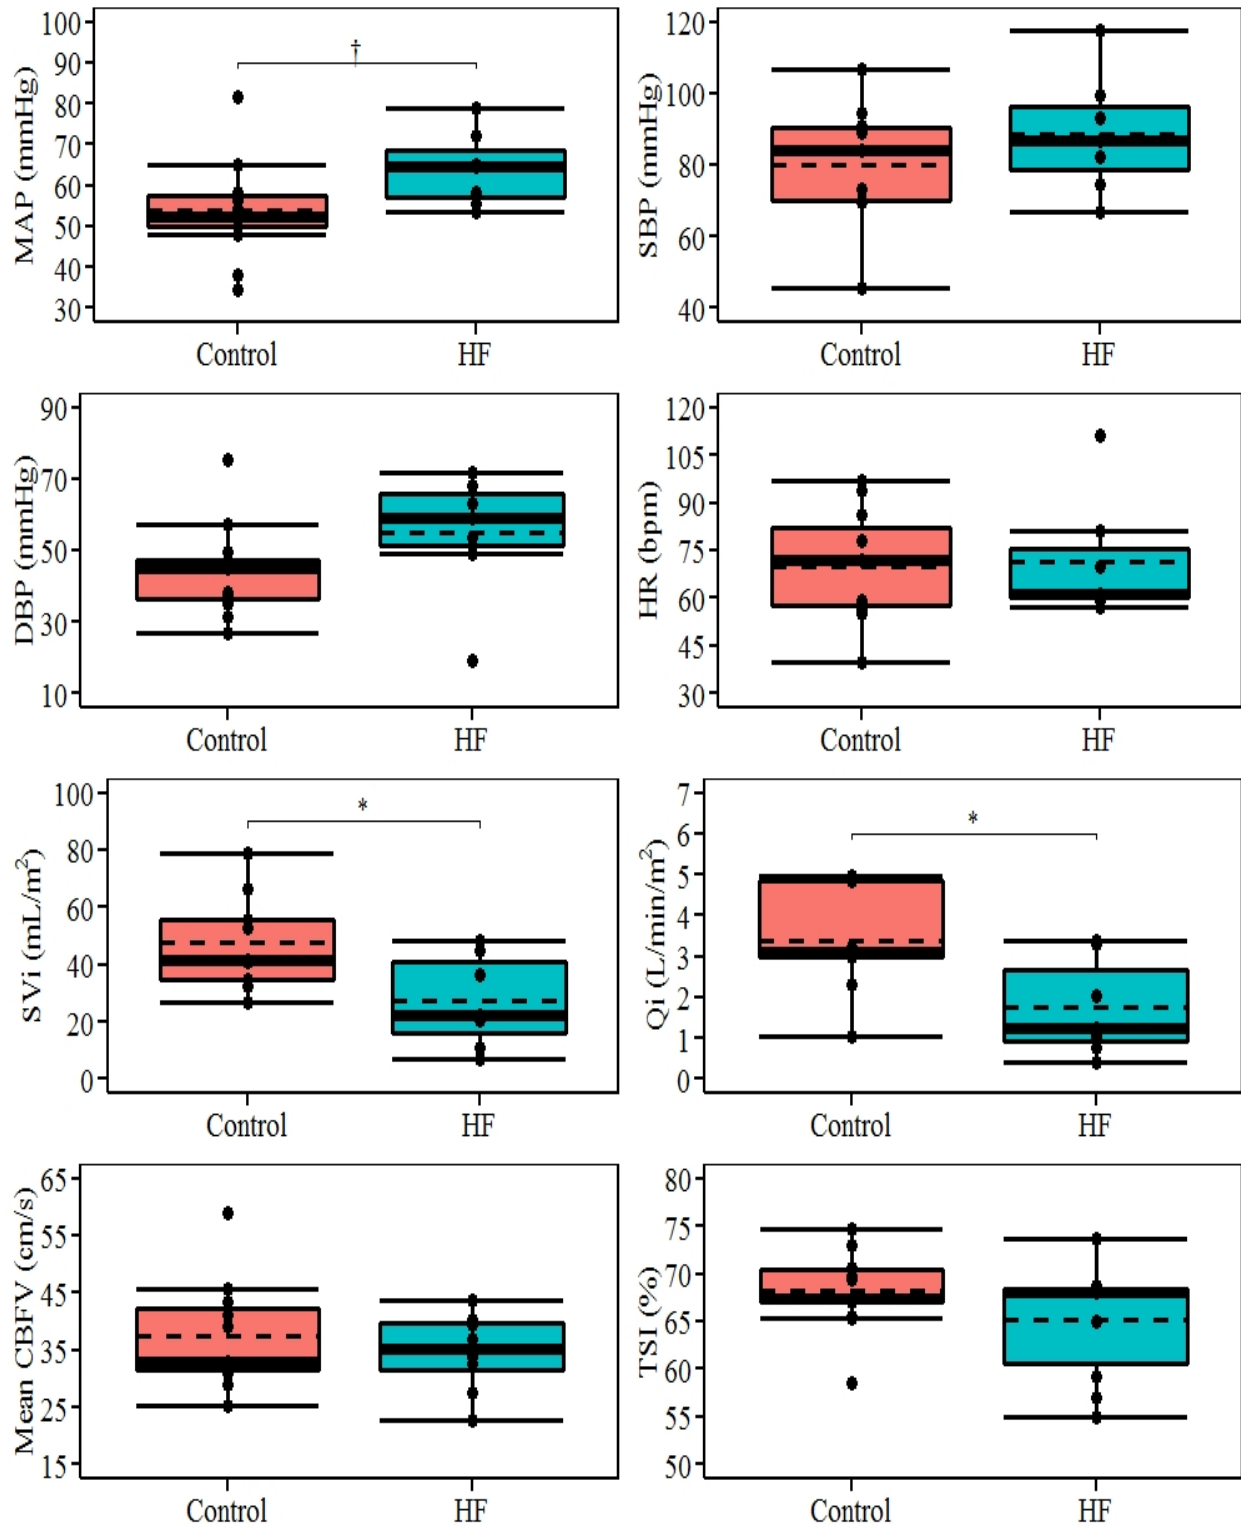 MAP (mmHg)
100
90
80
70
60
50
40
30
†
Control
HF
SBP (mmHg)
120
100
80
60
40
Control
HF
DBP (mmHg)
90
70
50
30
10
Control
HF
HR (bpm)
120
105
90
75
60
45
30
Control
HF
SVi (mL/m²)
100
80
60
40
20
0
*
Control
HF
Qi (L/min/m²)
7
6
5
4
3
2
1
0
*
Control
HF
Mean CBFV (cm/s)
65
55
45
35
25
15
Control
HF
TSI (%)
80
75
70
65
60
55
50
Control
HF